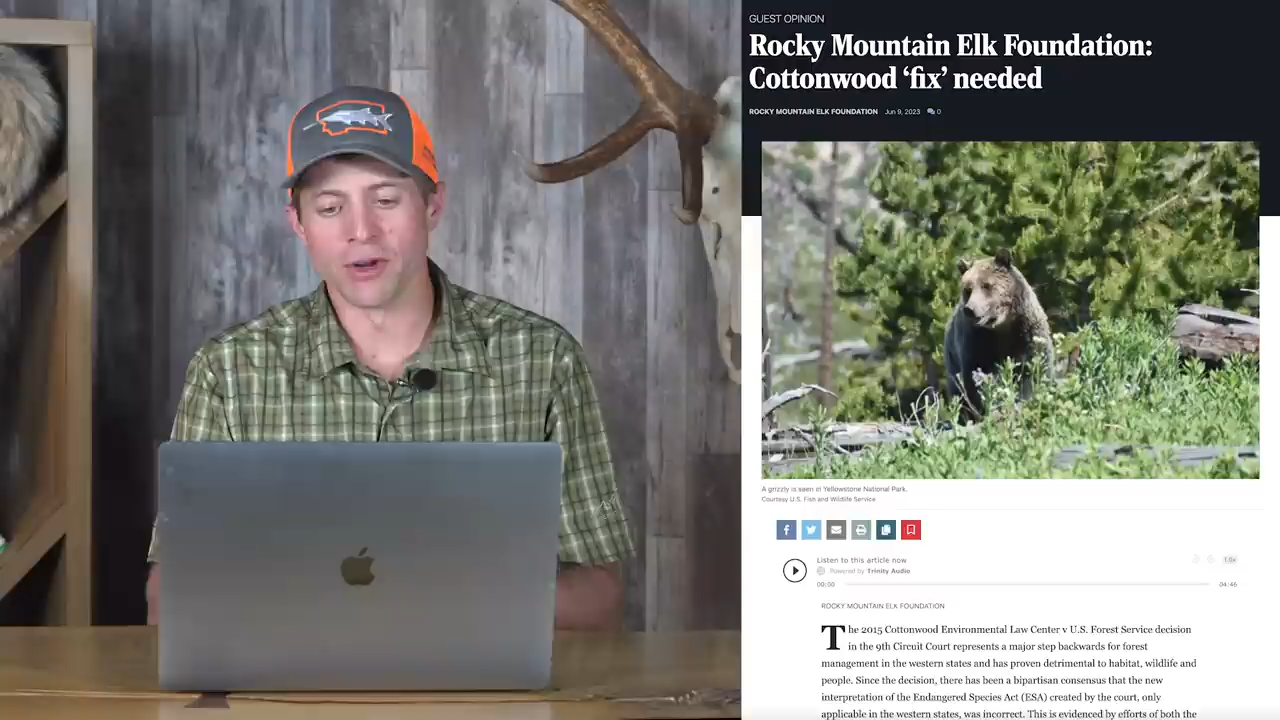 GUEST OPINION
Rocky Mountain Elk Foundation:
Cottonwood ‘fix’ needed
ROCKY MOUNTAIN ELK FOUNDATION Jun 9, 2023 0
A grizzly is seen in Yellowstone National Park.
Courtesy U.S. Fish and Wildlife Service
Listen to this article now
1.0x
Powered by Trinity Audio
00:00 04:46
ROCKY MOUNTAIN ELK FOUNDATION
The 2015 Cottonwood Environmental Law Center v U.S. Forest Service decision
in the 9th Circuit Court represents a major step backwards for forest
management in the western states and has proven detrimental to habitat, wildlife and
people. Since the decision, there has been a bipartisan consensus that the new
interpretation of the Endangered Species Act (ESA) created by the court, only
applicable in the western states, was incorrect. This is evidenced by efforts of both the